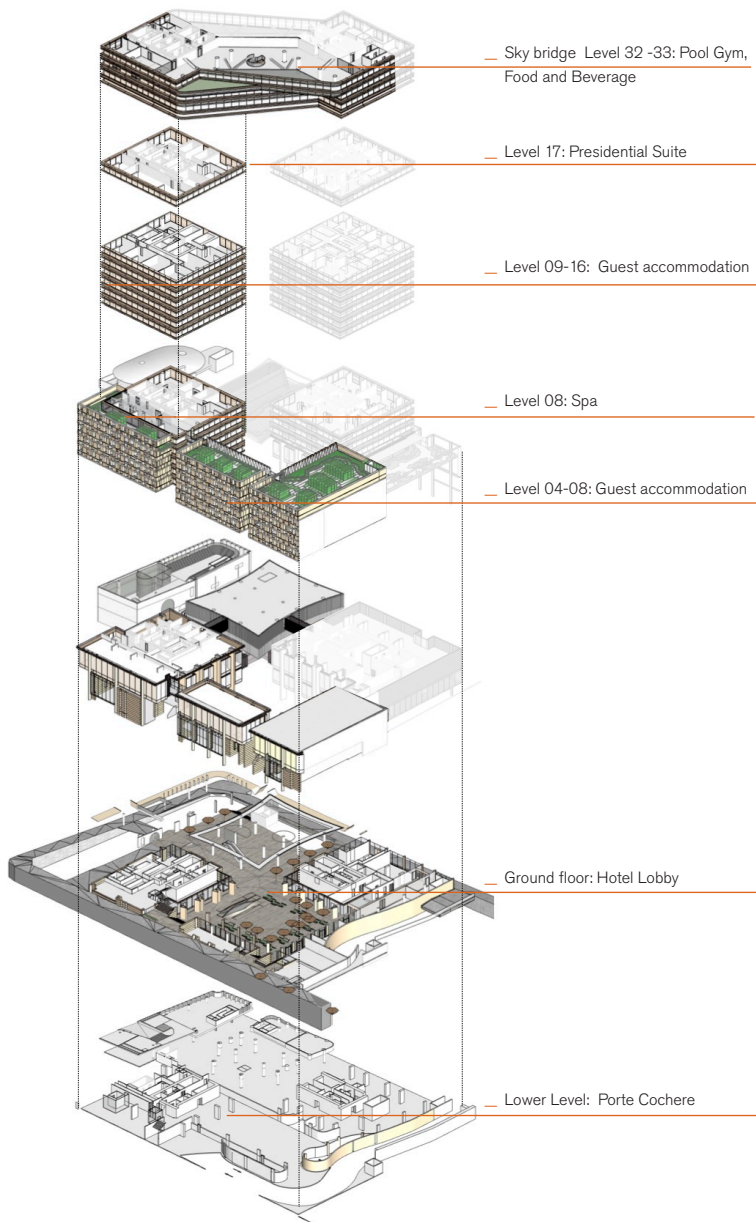 Sky bridge Level 32 -33: Pool Gym,
Food and Beverage
Level 17: Presidential Suite
Level 09-16: Guest accommodation
Level 08: Spa
Level 04-08: Guest accommodation
Ground floor: Hotel Lobby
Lower Level: Porte Cochere